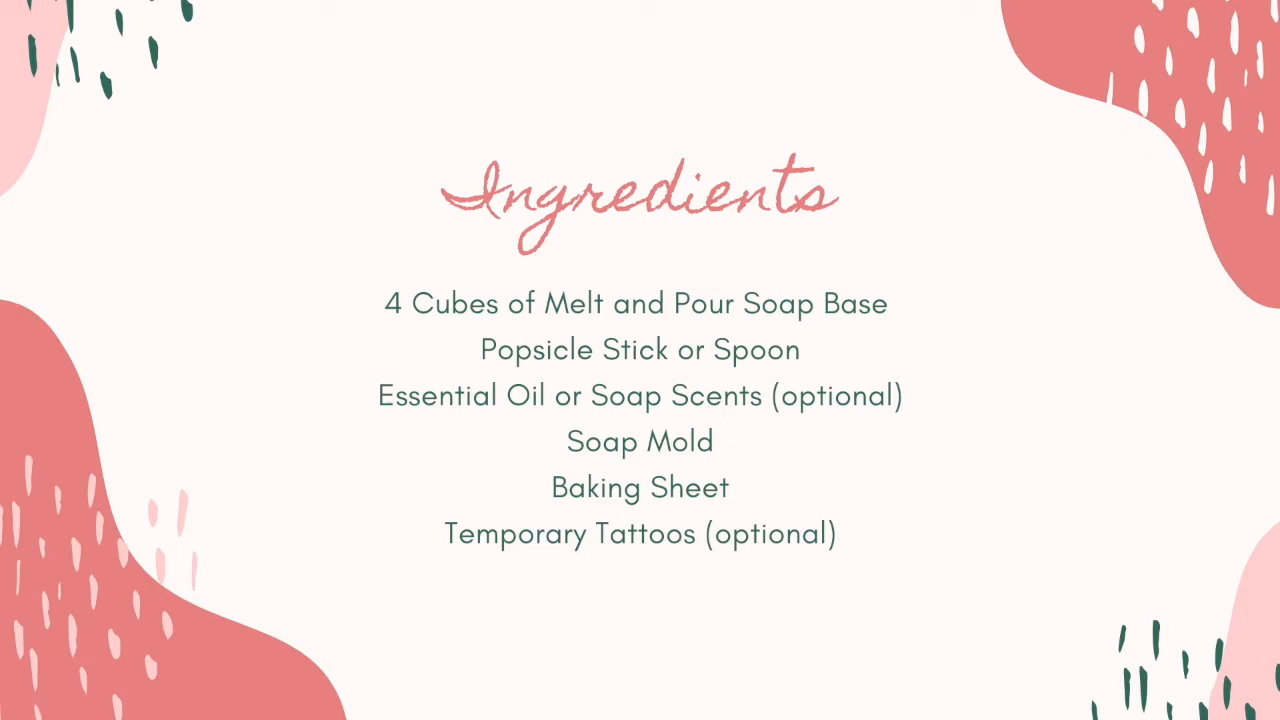 Ingredients
4 Cubes of Melt and Pour Soap Base
Popsicle Stick or Spoon
Essential Oil or Soap Scents (optional)
Soap Mold
Baking Sheet
Temporary Tattoos (optional)